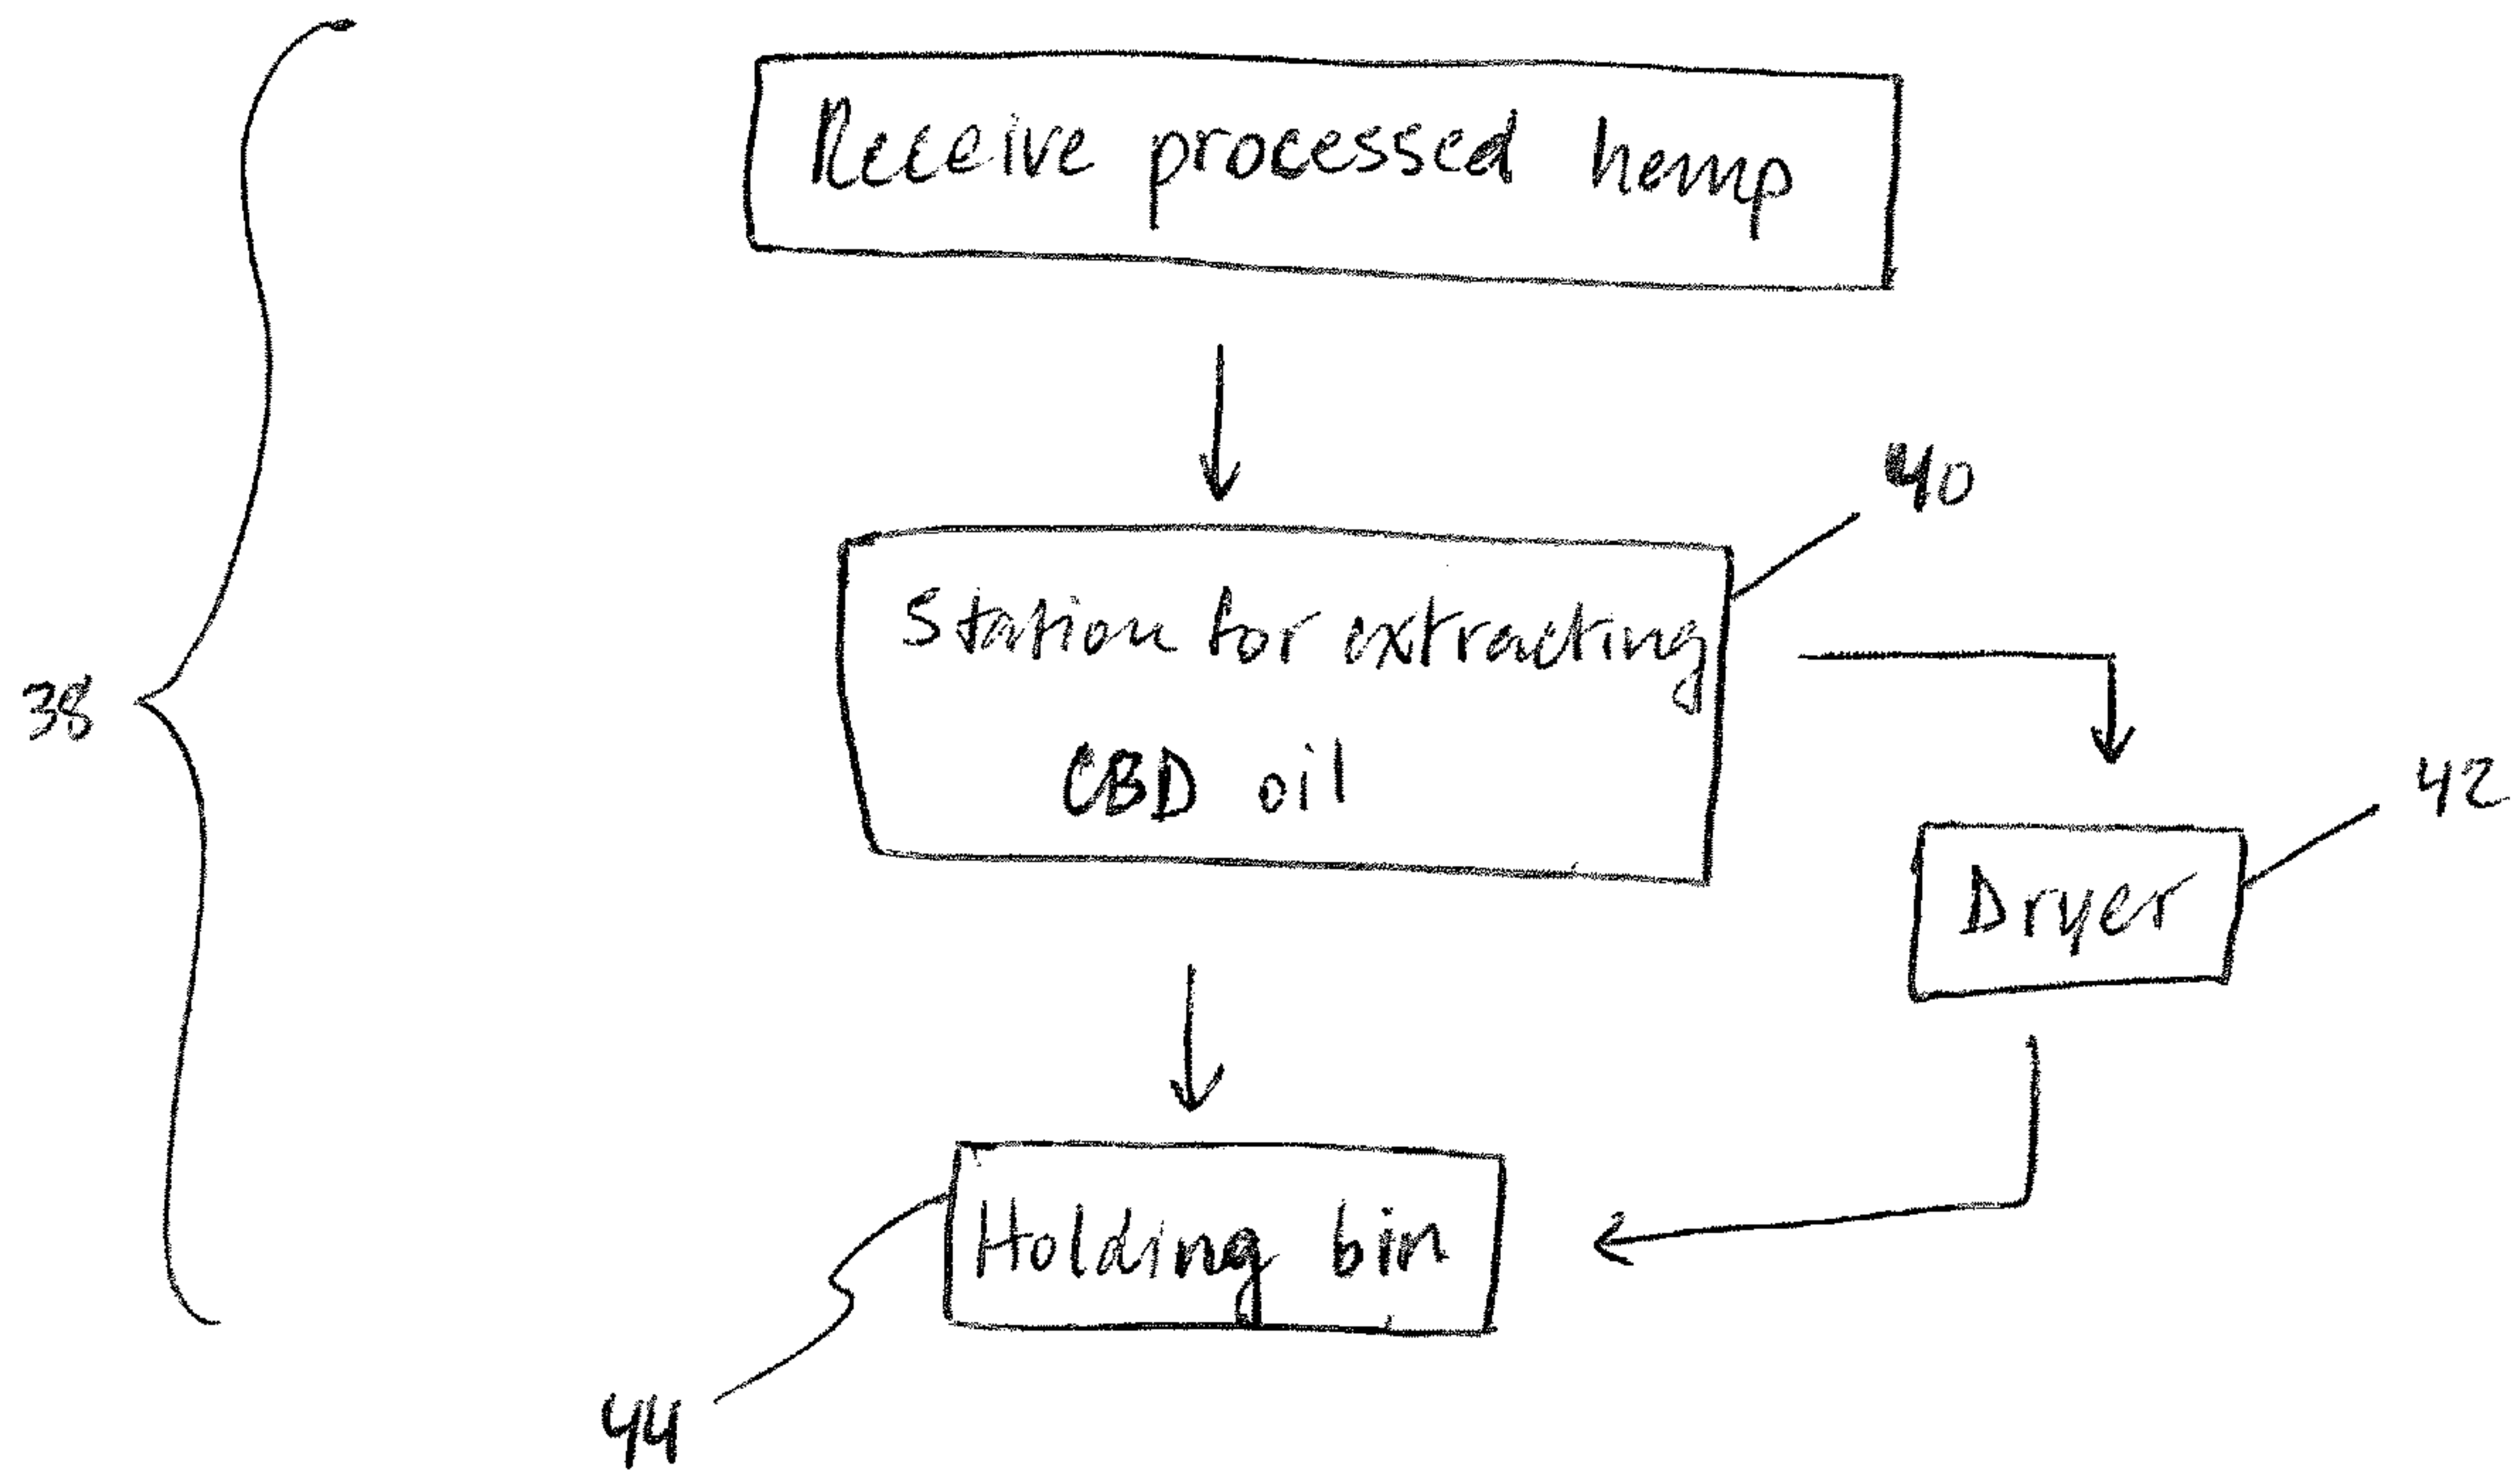 Receive processed hemp
40
Station for extracting
CBD oil
38
42
Dryer
Holding bin
44